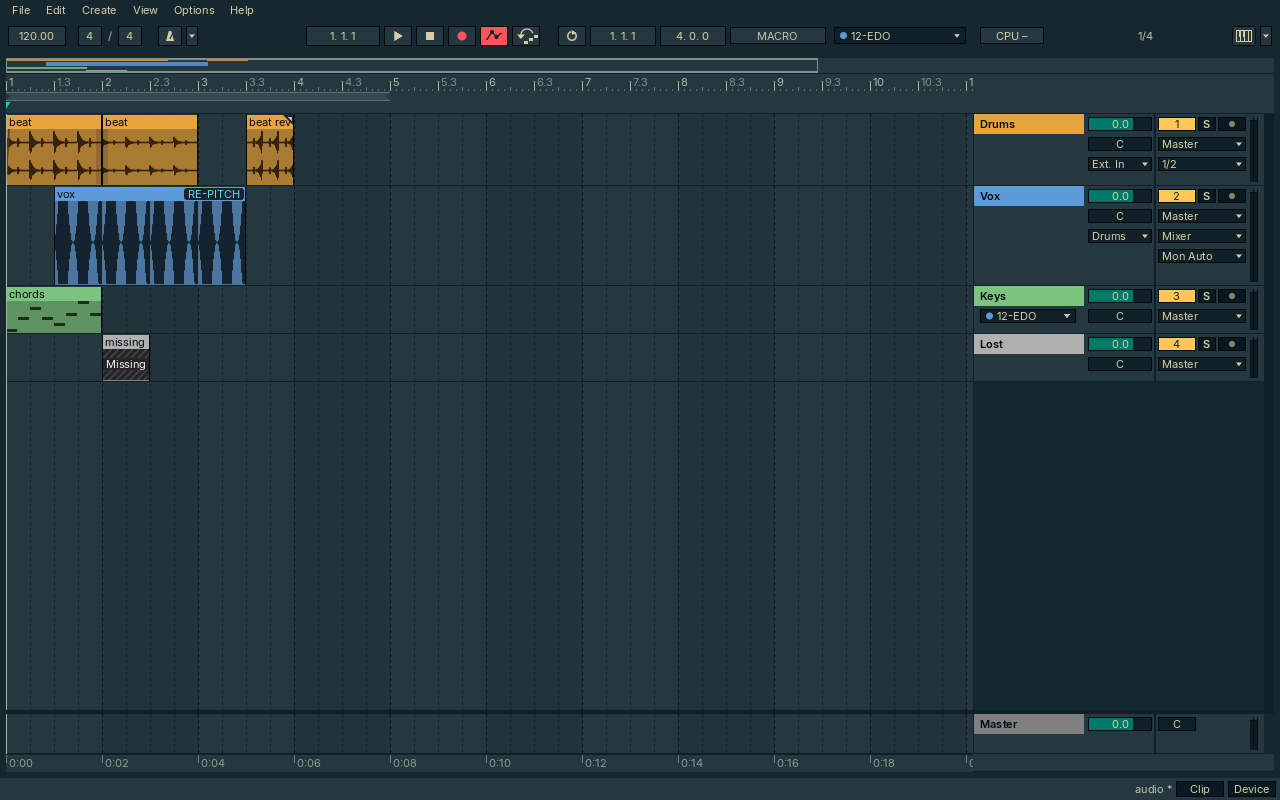 File Edit Create View Options Help
120.00 4 / 4 1. 1. 1 1. 1. 1 4. 0. 0 MACRO 12-EDO CPU – 1/4
1 1.3 2 2.3 3 3.3 4 4.3 5 5.3 6 6.3 7 7.3 8 8.3 9 9.3 10 10.3 1
beat beat beat rev
Drums 0.0 1 S
C Master
Ext. In 1/2
vox RE-PITCH
Vox 0.0 2 S
C Master
Drums Mixer
Mon Auto
chords
Keys 0.0 3 S
12-EDO C Master
missing
Missing
Lost 0.0 4 S
C Master
Master 0.0 C
0:00 0:02 0:04 0:06 0:08 0:10 0:12 0:14 0:16 0:18
audio * Clip Device